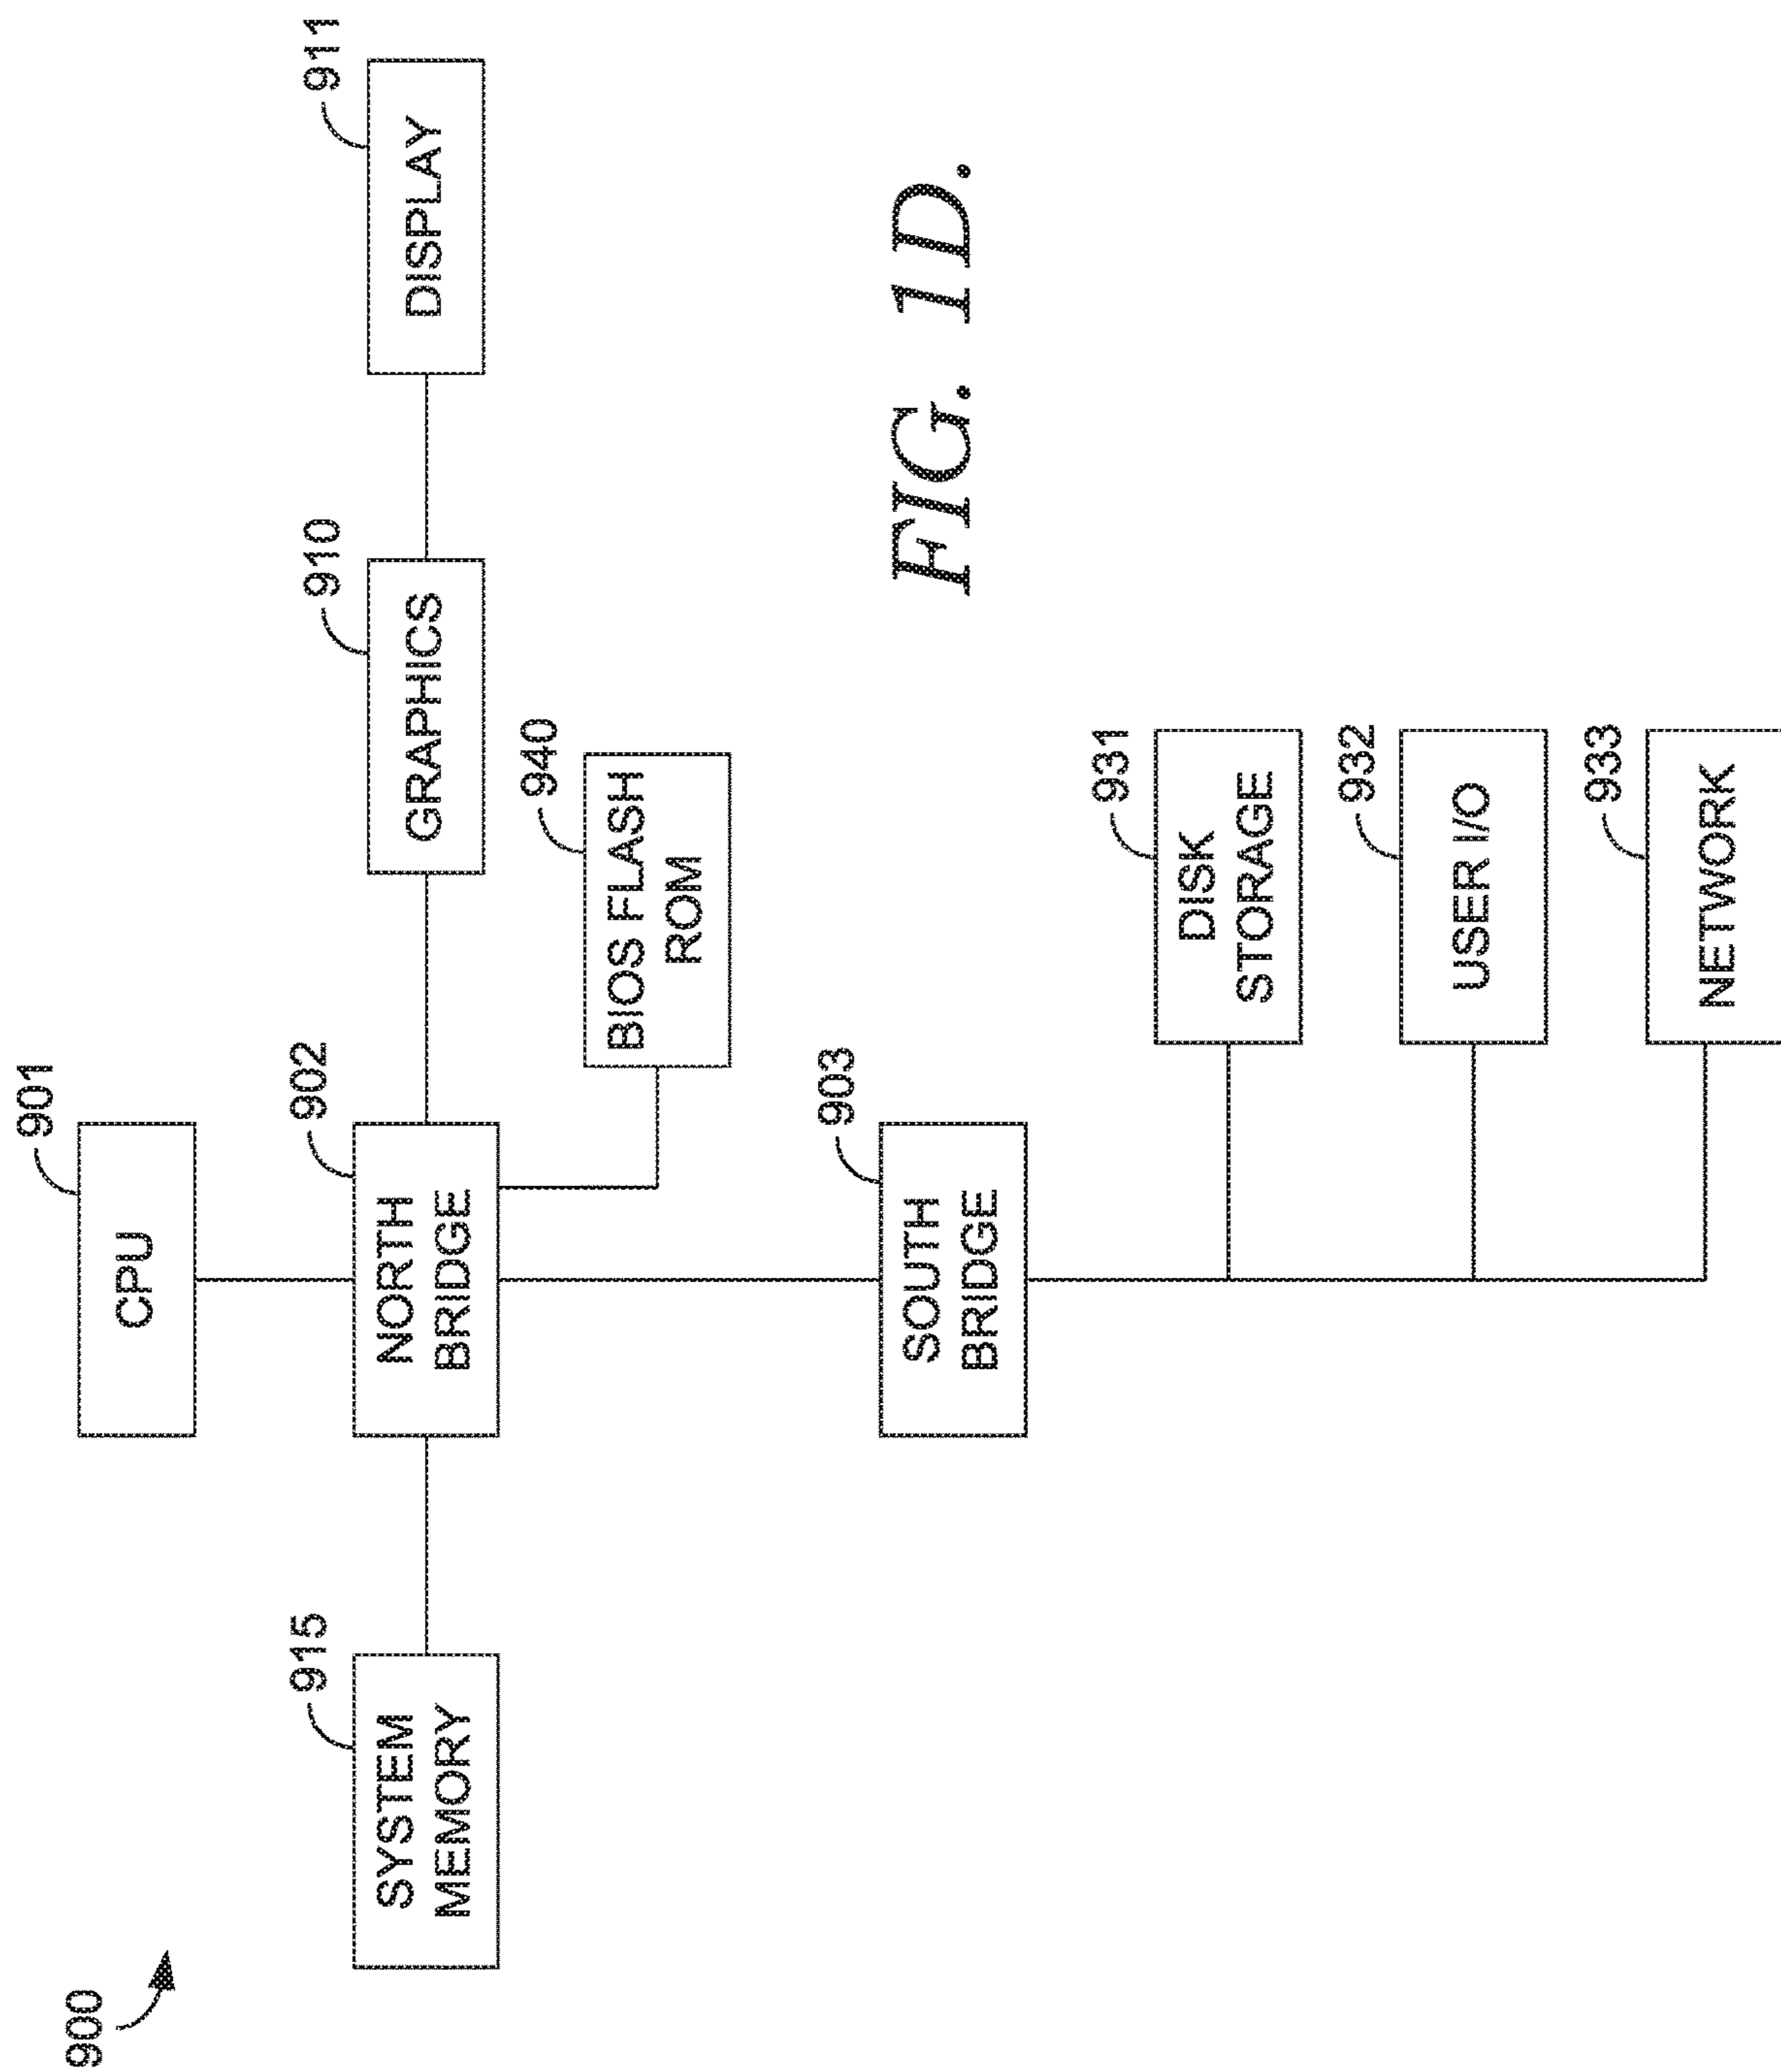 900
901
CPU
915
SYSTEM
MEMORY
902
NORTH
BRIDGE
910
GRAPHICS
911
DISPLAY
940
BIOS FLASH
ROM
903
SOUTH
BRIDGE
931
DISK
STORAGE
932
USER I/O
933
NETWORK
FIG. 1D.